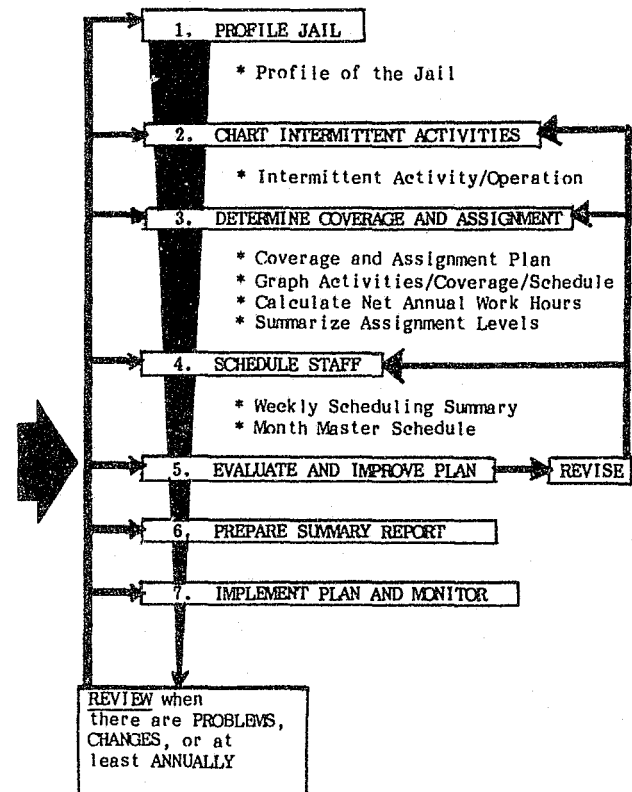 1. PROFILE JAIL
* Profile of the Jail
2. CHART INTERMITTENT ACTIVITIES
* Intermittent Activity/Operation
3. DETERMINE COVERAGE AND ASSIGNMENT
* Coverage and Assignment Plan
* Graph Activities/Coverage/Schedule
* Calculate Net Annual Work Hours
* Summarize Assignment Levels
4. SCHEDULE STAFF
* Weekly Scheduling Summary
* Month Master Schedule
5. EVALUATE AND IMPROVE PLAN
REVISE
6. PREPARE SUMMARY REPORT
7. IMPLEMENT PLAN AND MONITOR
REVIEW when
there are PROBLEMS,
CHANGES, or at
least ANNUALLY